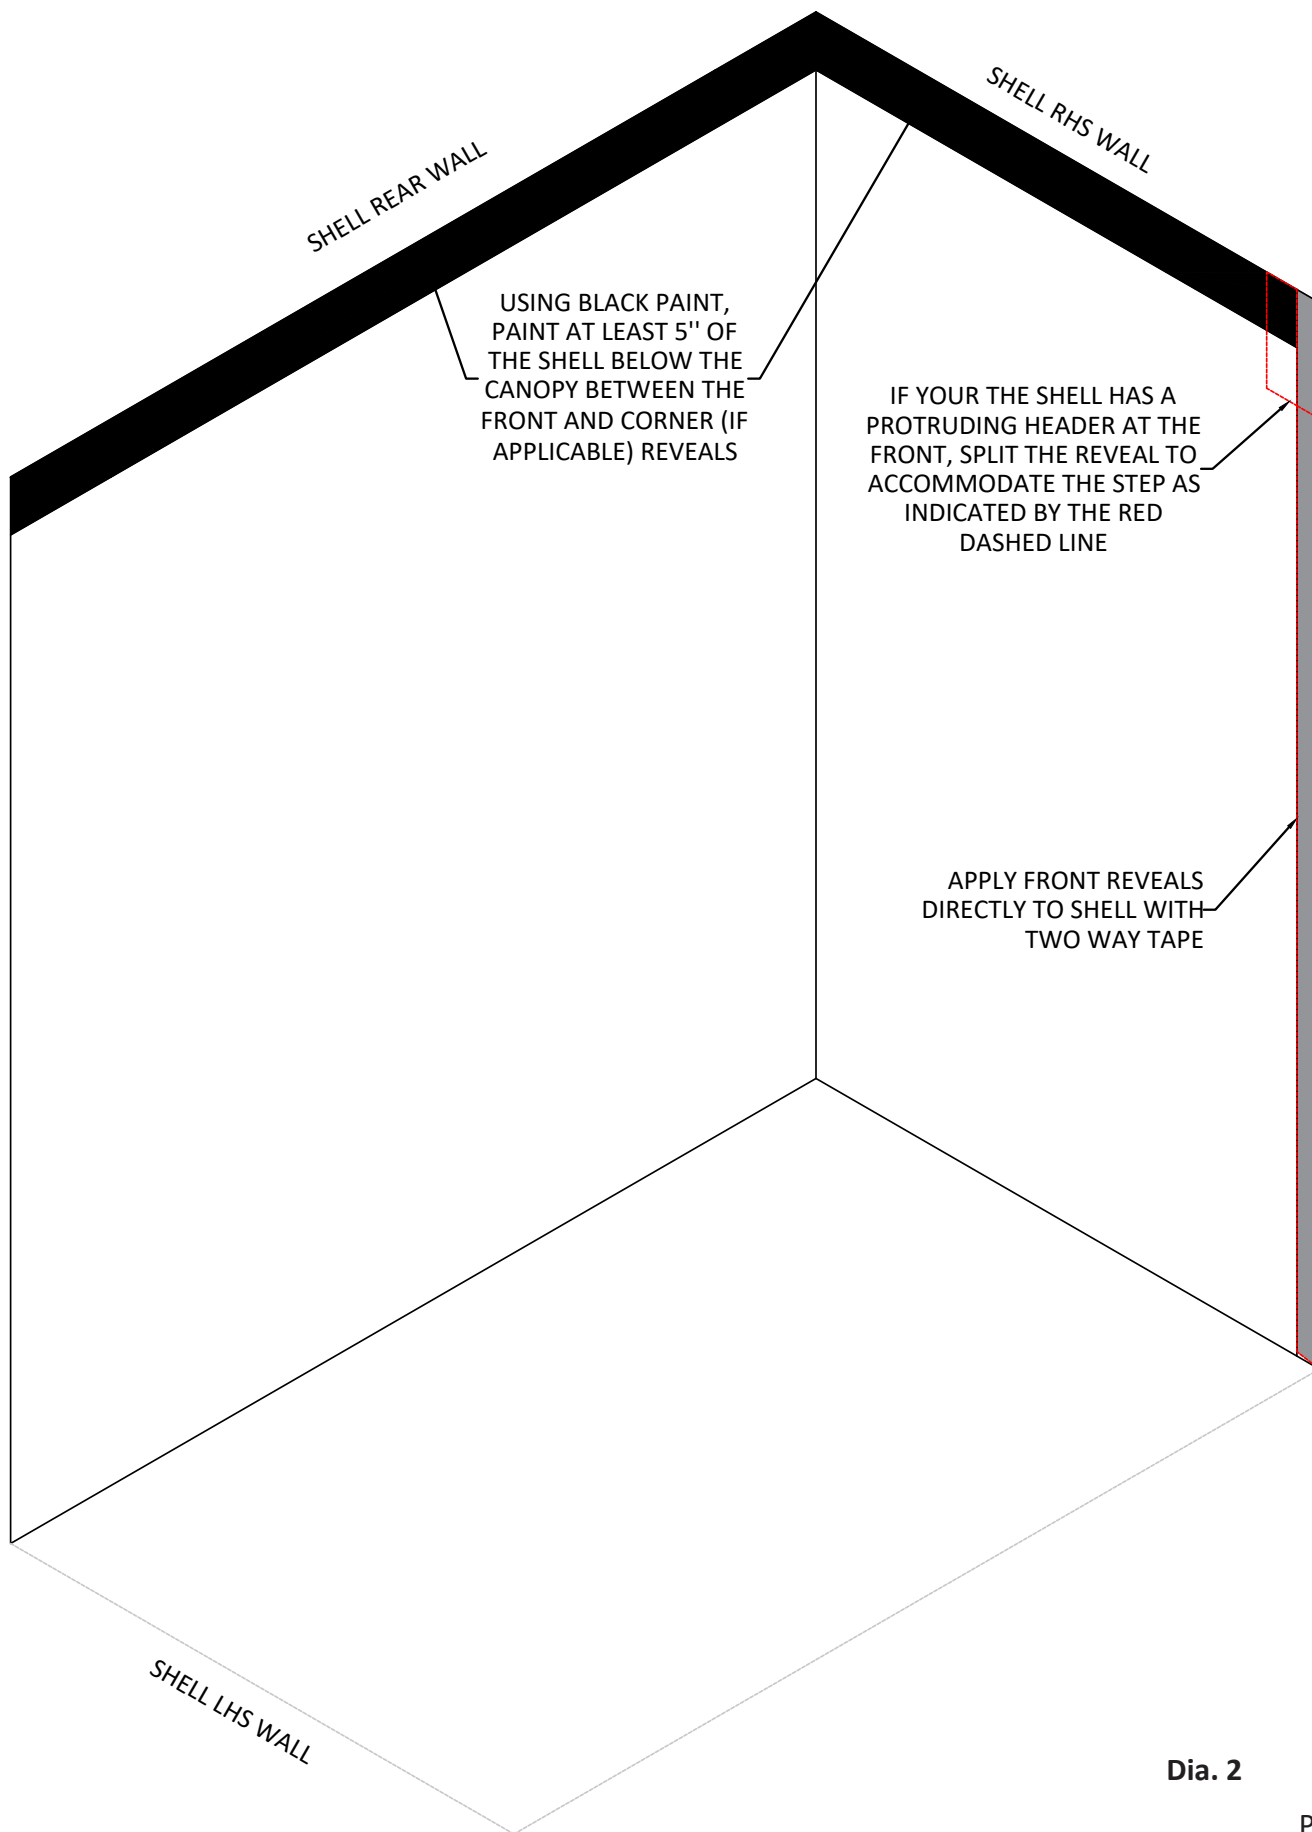 SHELL REAR WALL
SHELL RHS WALL
USING BLACK PAINT,
PAINT AT LEAST 5'' OF
THE SHELL BELOW THE
CANOPY BETWEEN THE
FRONT AND CORNER (IF
APPLICABLE) REVEALS
IF YOUR THE SHELL HAS A
PROTRUDING HEADER AT THE
FRONT, SPLIT THE REVEAL TO
ACCOMMODATE THE STEP AS
INDICATED BY THE RED
DASHED LINE
APPLY FRONT REVEALS
DIRECTLY TO SHELL WITH
TWO WAY TAPE
SHELL LHS WALL
Dia. 2
P